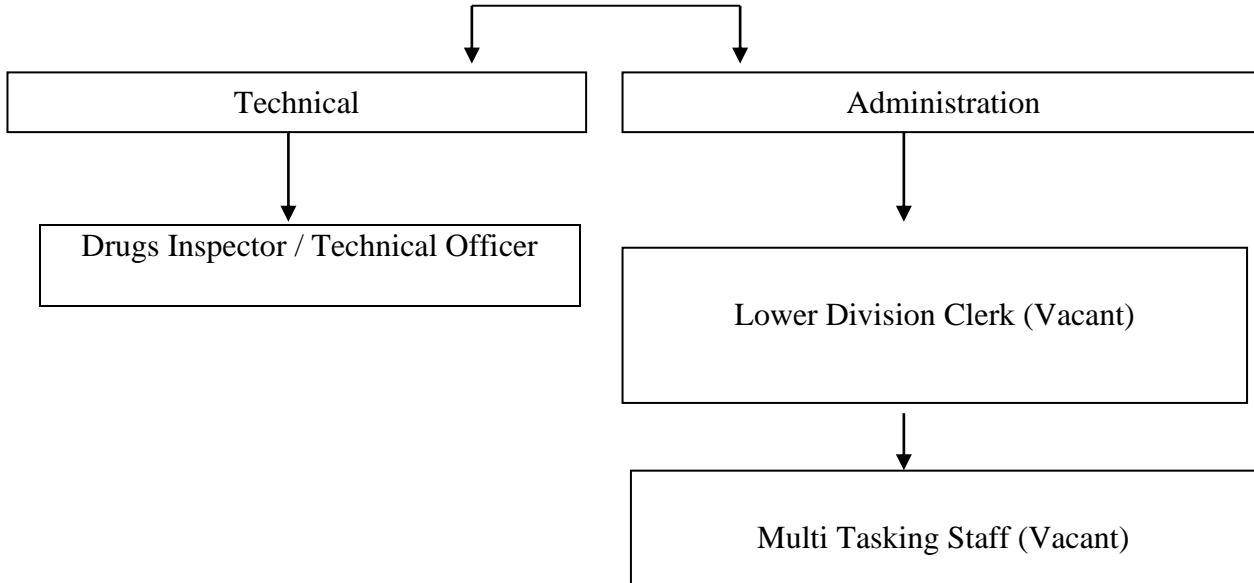 Technical
Administration
Drugs Inspector / Technical Officer
Lower Division Clerk (Vacant)
Multi Tasking Staff (Vacant)